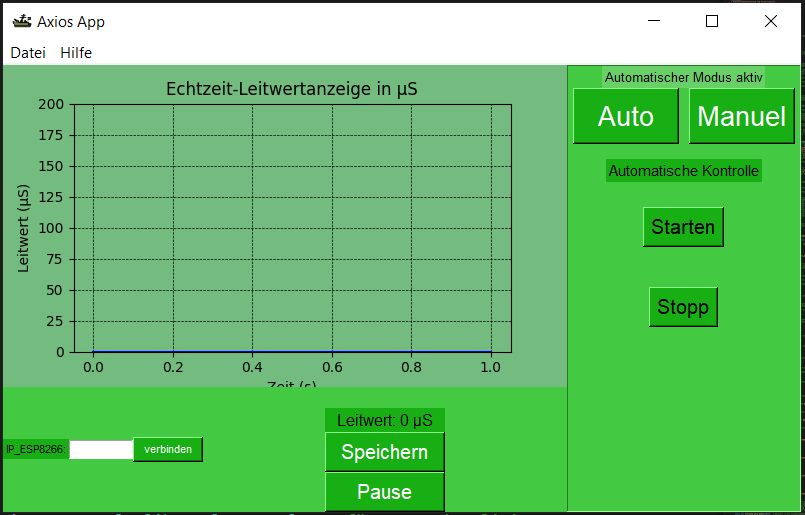 Axios App
Datei Hilfe
Echtzeit-Leitwertanzeige in µS
Leitwert (µS)
200
175
150
125
100
75
50
25
0
0.0 0.2 0.4 0.6 0.8 1.0
Zeit (s)
Automatischer Modus aktiv
Auto Manuel
Automatische Kontrolle
Starten
Stopp
IP_ESP8266: verbinden
Leitwert: 0 µS
Speichern
Pause